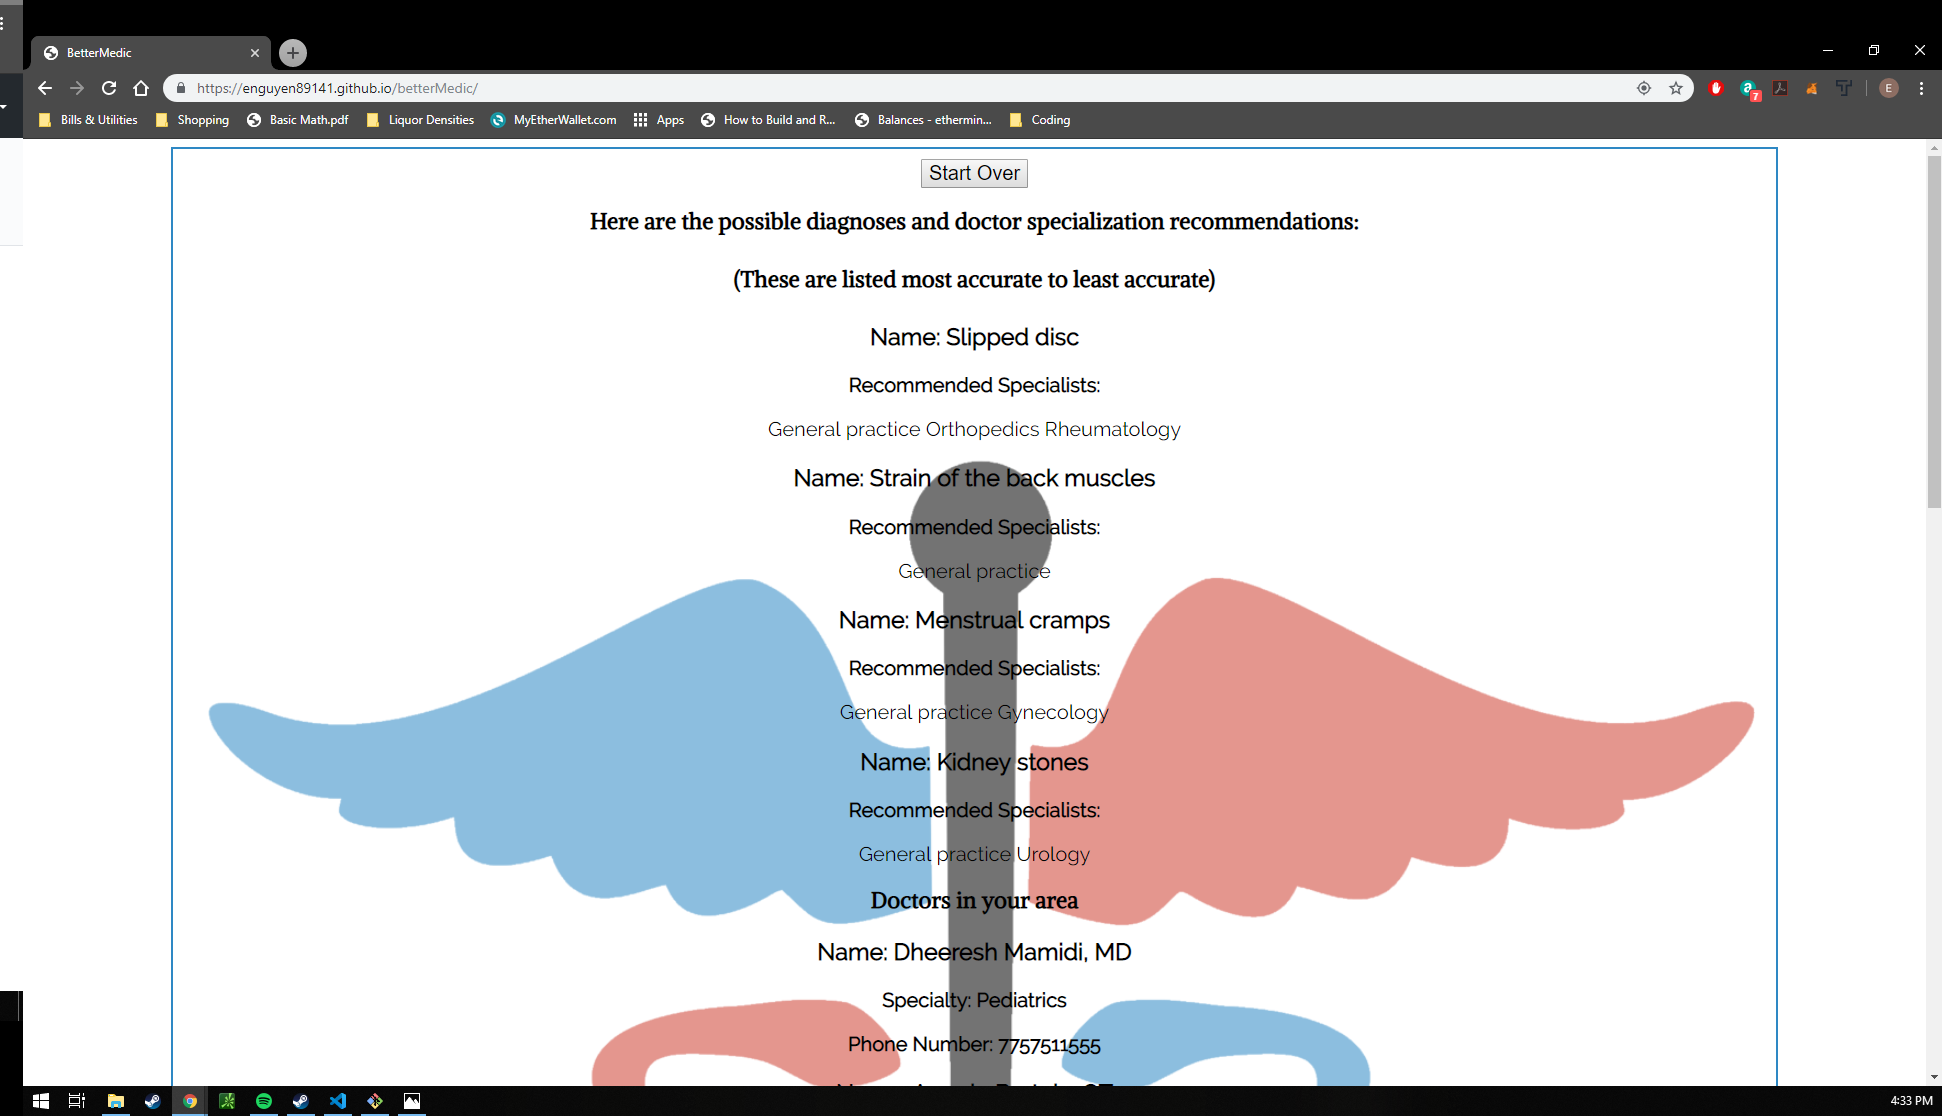 BetterMedic
https://enguyen89141.github.io/betterMedic/
7
E
Bills & Utilities
Shopping
Basic Math.pdf
Liquor Densities
MyEtherWallet.com
Apps
How to Build and R...
Balances - ethermin...
Coding
Start Over
Here are the possible diagnoses and doctor specialization recommendations:
(These are listed most accurate to least accurate)
Name: Slipped disc
Recommended Specialists:
General practice Orthopedics Rheumatology
Name: Strain of the back muscles
Recommended Specialists:
General practice
Name: Menstrual cramps
Recommended Specialists:
General practice Gynecology
Name: Kidney stones
Recommended Specialists:
General practice Urology
Doctors in your area
Name: Dheeresh Mamidi, MD
Specialty: Pediatrics
Phone Number: 7757511555
4:33 PM